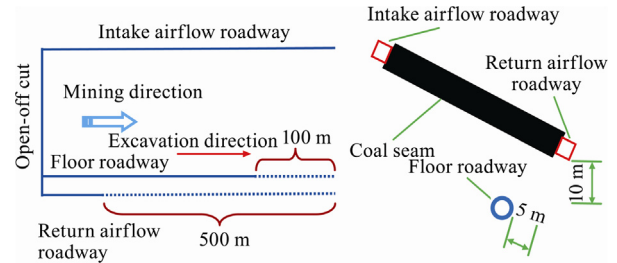 Intake airflow roadway
Open-off cut
Mining direction
Excavation direction
100 m
Floor roadway
Return airflow
roadway
500 m
Intake airflow roadway
Return airflow
roadway
Coal seam
Floor roadway
10 m
5 m